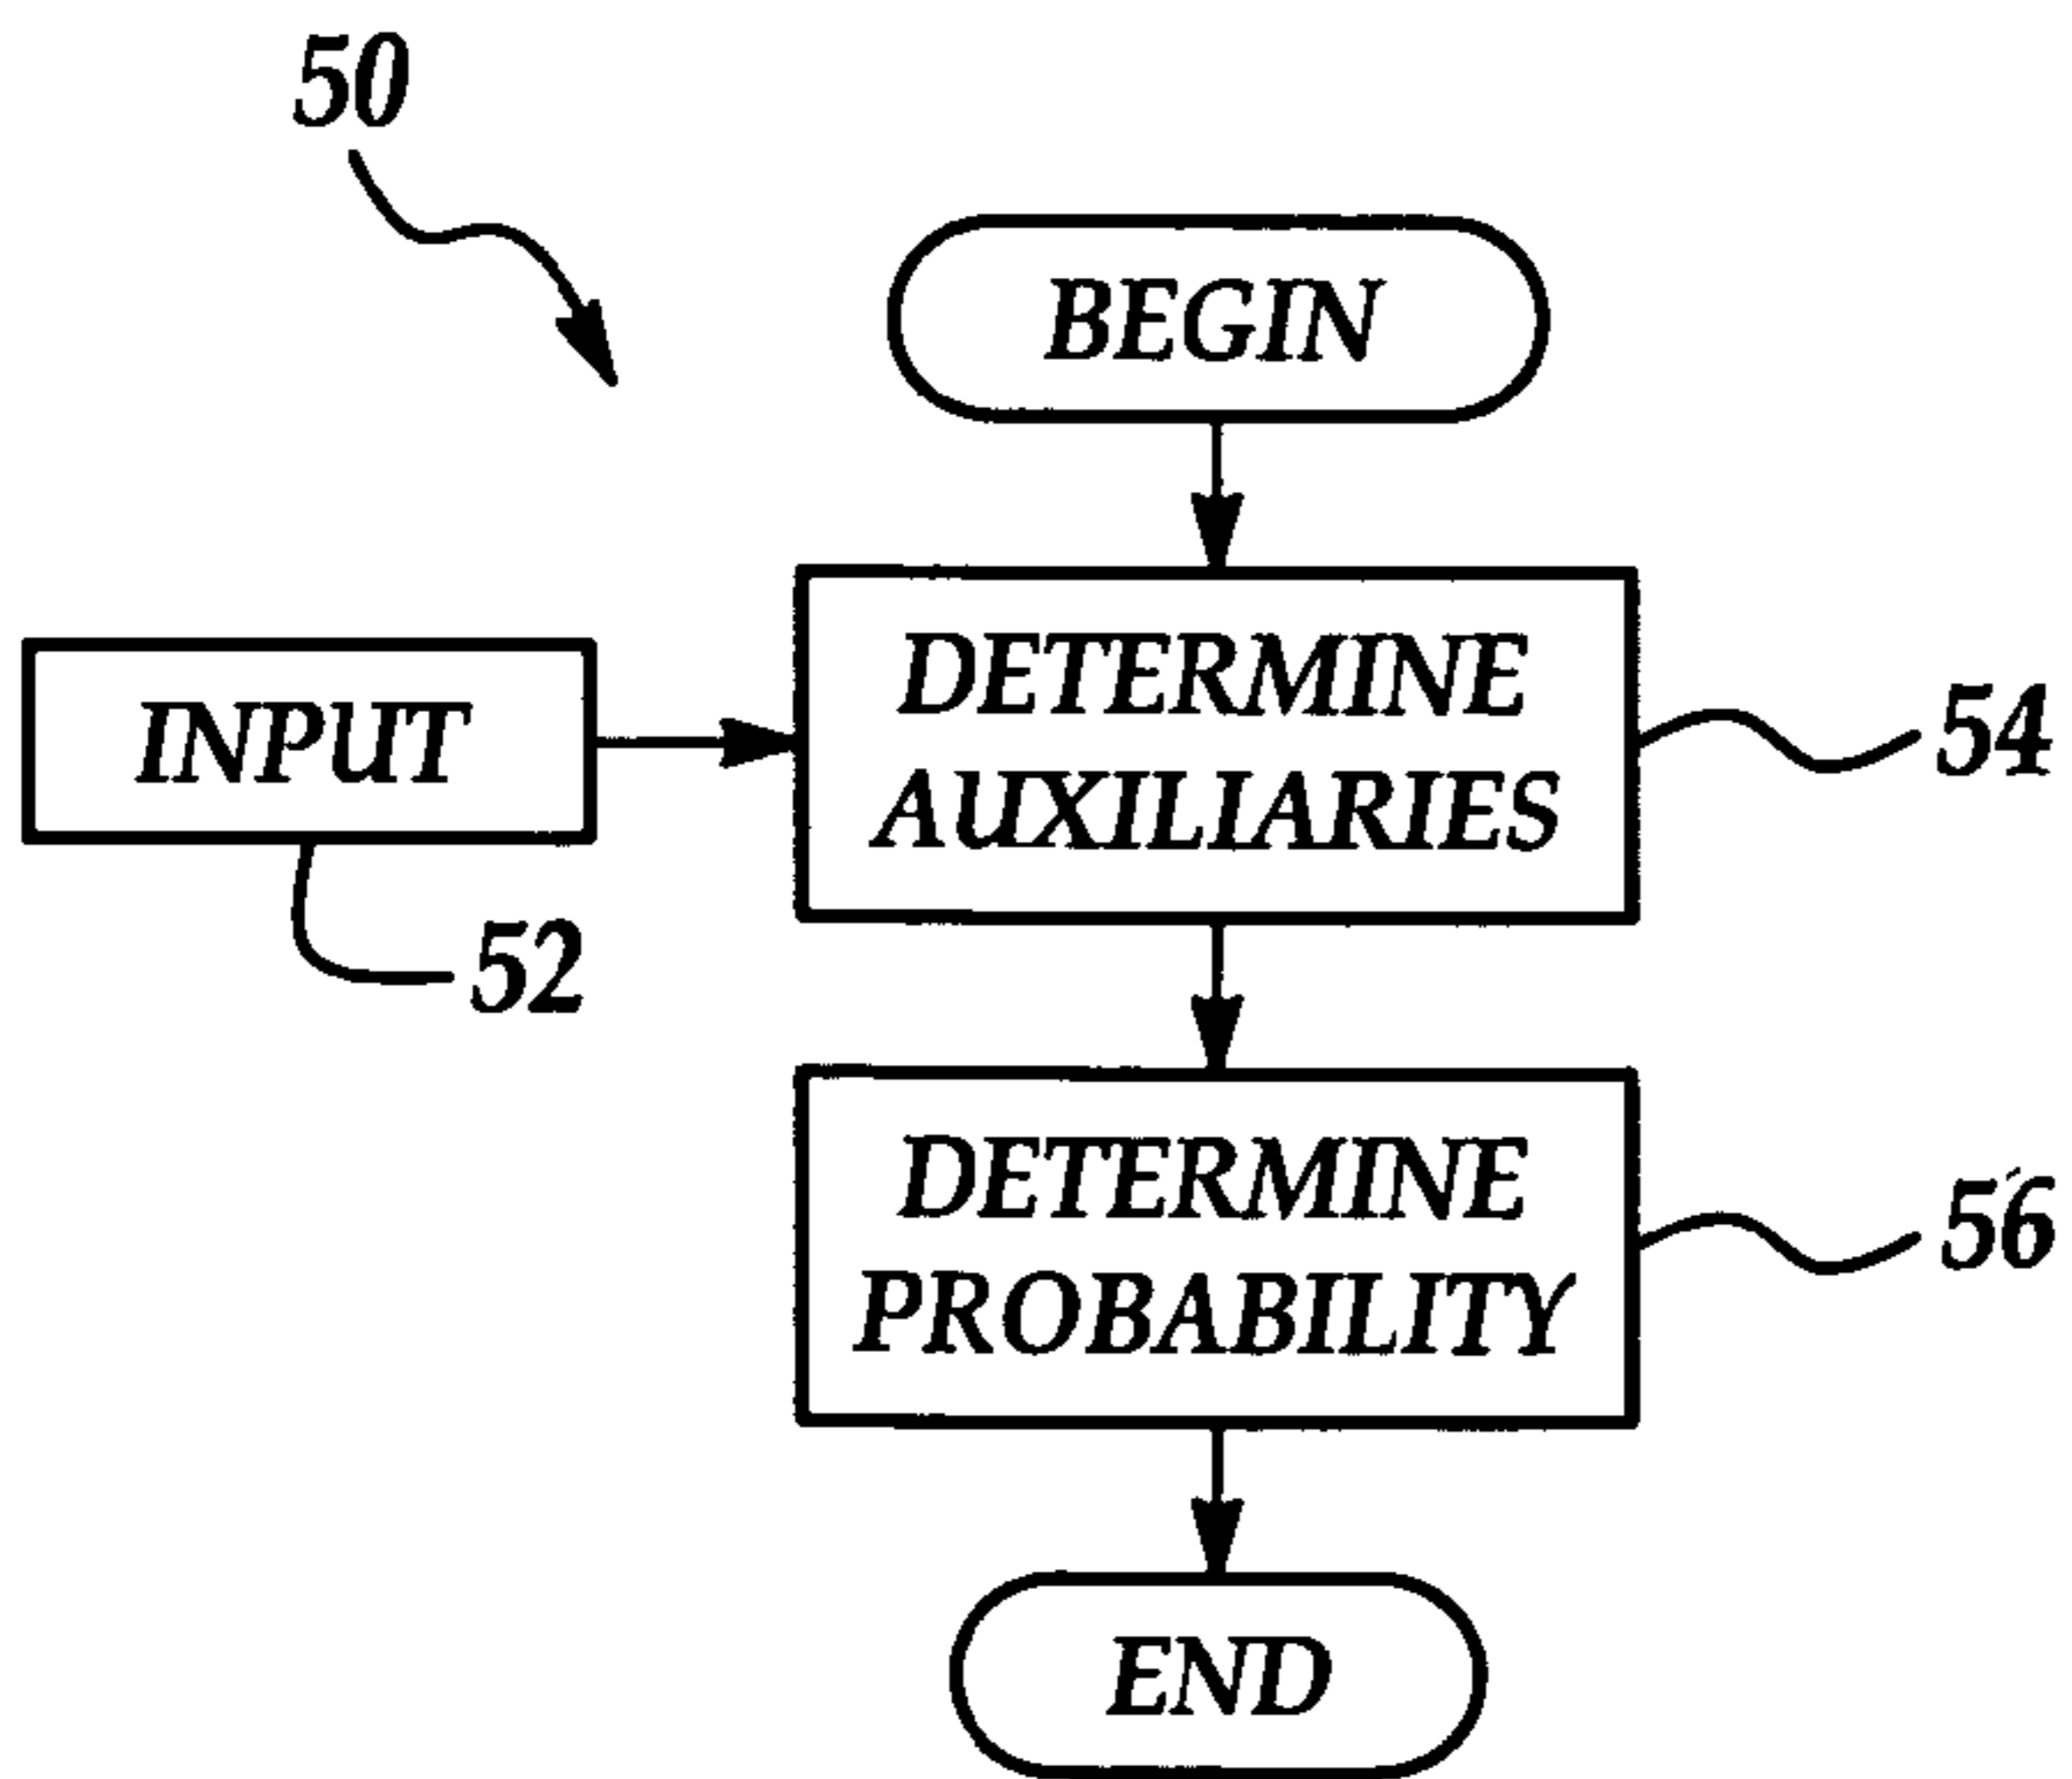 50
BEGIN
DETERMINE
AUXILIARIES
54
INPUT
52
DETERMINE
PROBABILITY
56
END